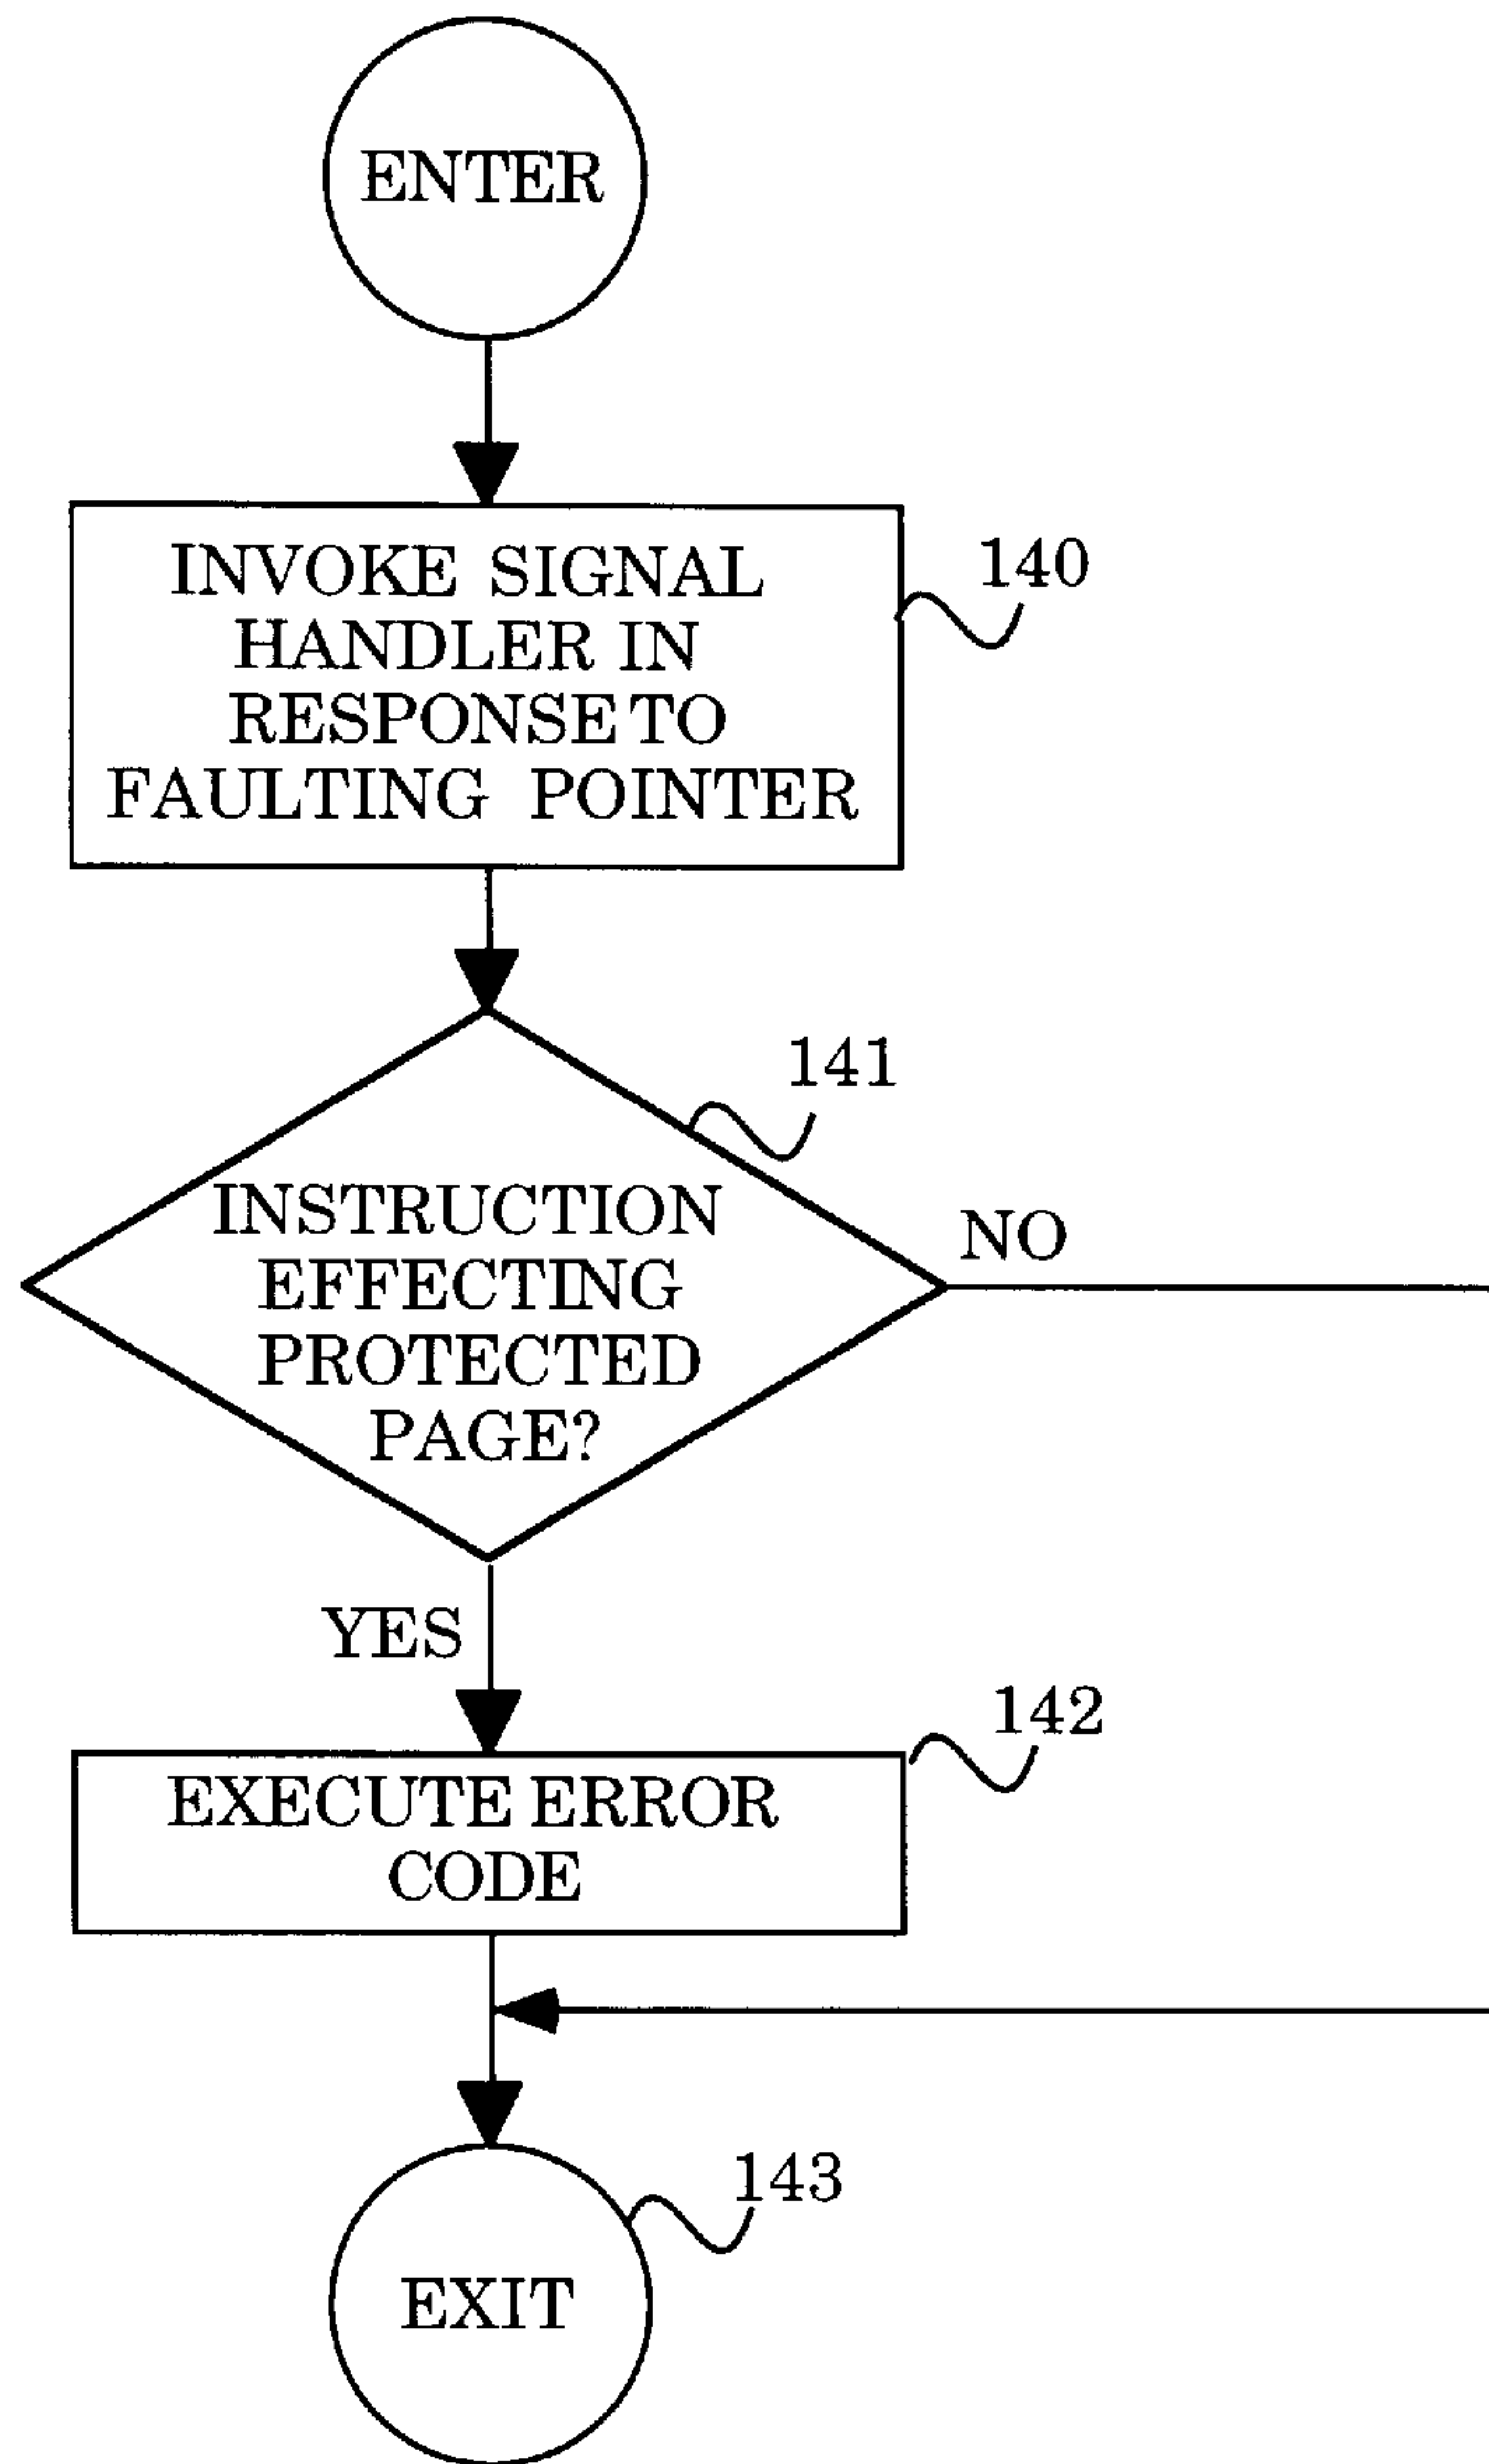 ENTER
INVOKE SIGNAL
HANDLER IN
RESPONSE TO
FAULTING POINTER
140
141
INSTRUCTION
EFFECTING
PROTECTED
PAGE?
NO
YES
142
EXECUTE ERROR
CODE
143
EXIT